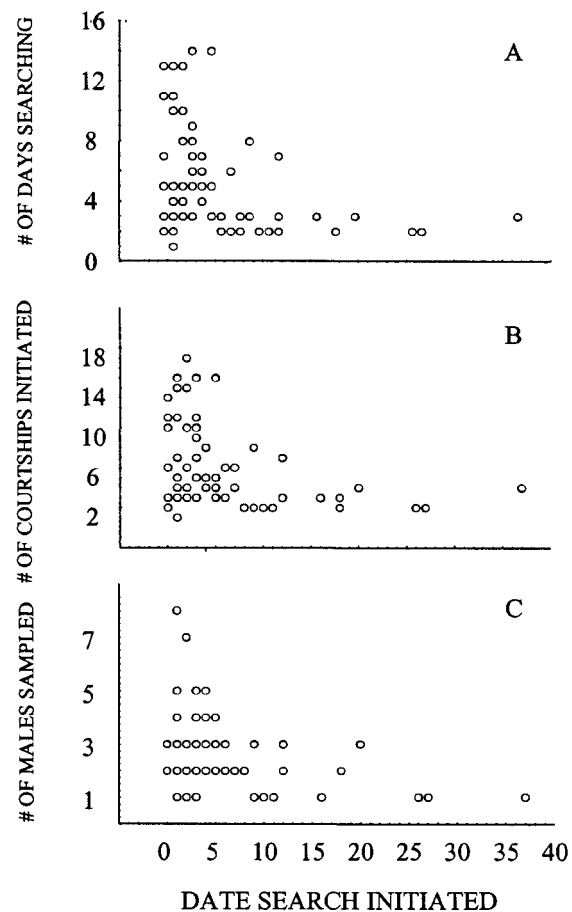 16
12
8
4
0
# OF DAYS SEARCHING
A
18
14
10
6
2
# OF COURTSHIPS INITIATED
B
7
5
3
1
# OF MALES SAMPLED
C
0 5 10 15 20 25 30 35 40
DATE SEARCH INITIATED